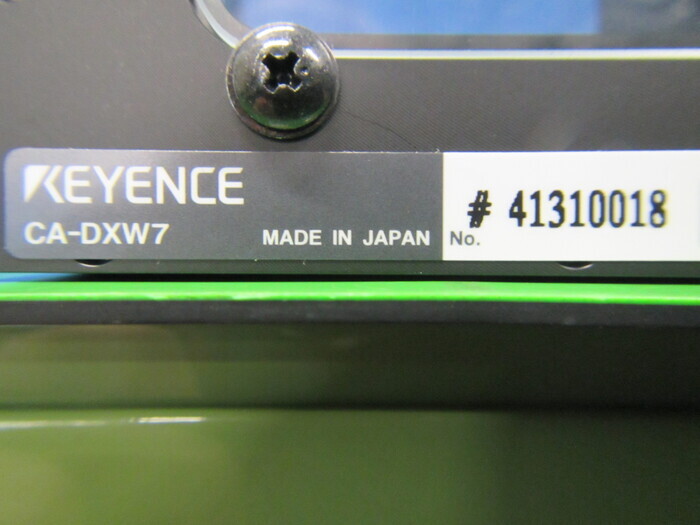 KEYENCE
CA-DXW7
MADE IN JAPAN
No. # 41310018